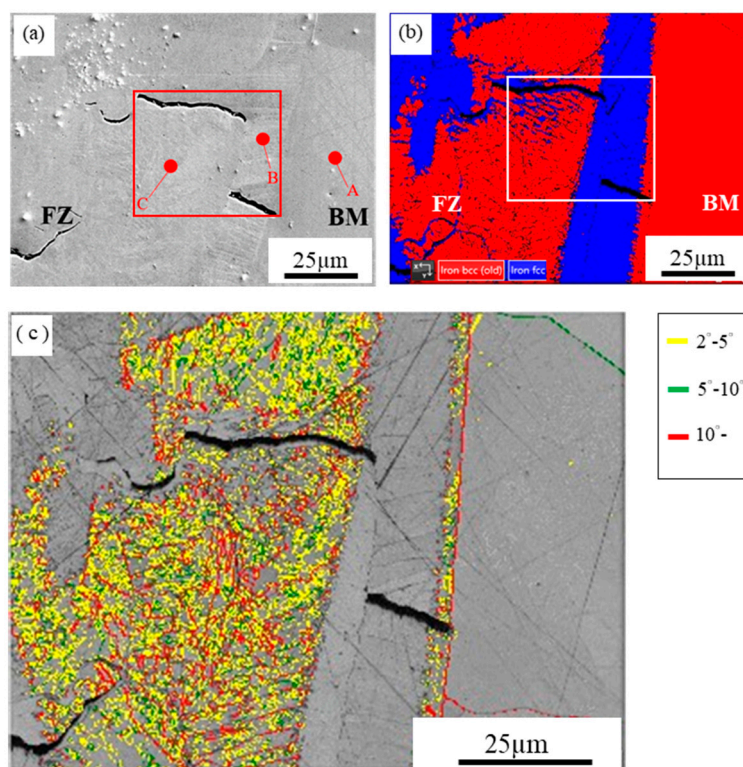 (a)
A
B
C
FZ
BM
25μm
(b)
FZ
BM
Iron bcc (old)
Iron fcc
25μm
( c )
25μm
2°-5°
5°-10°
10°-